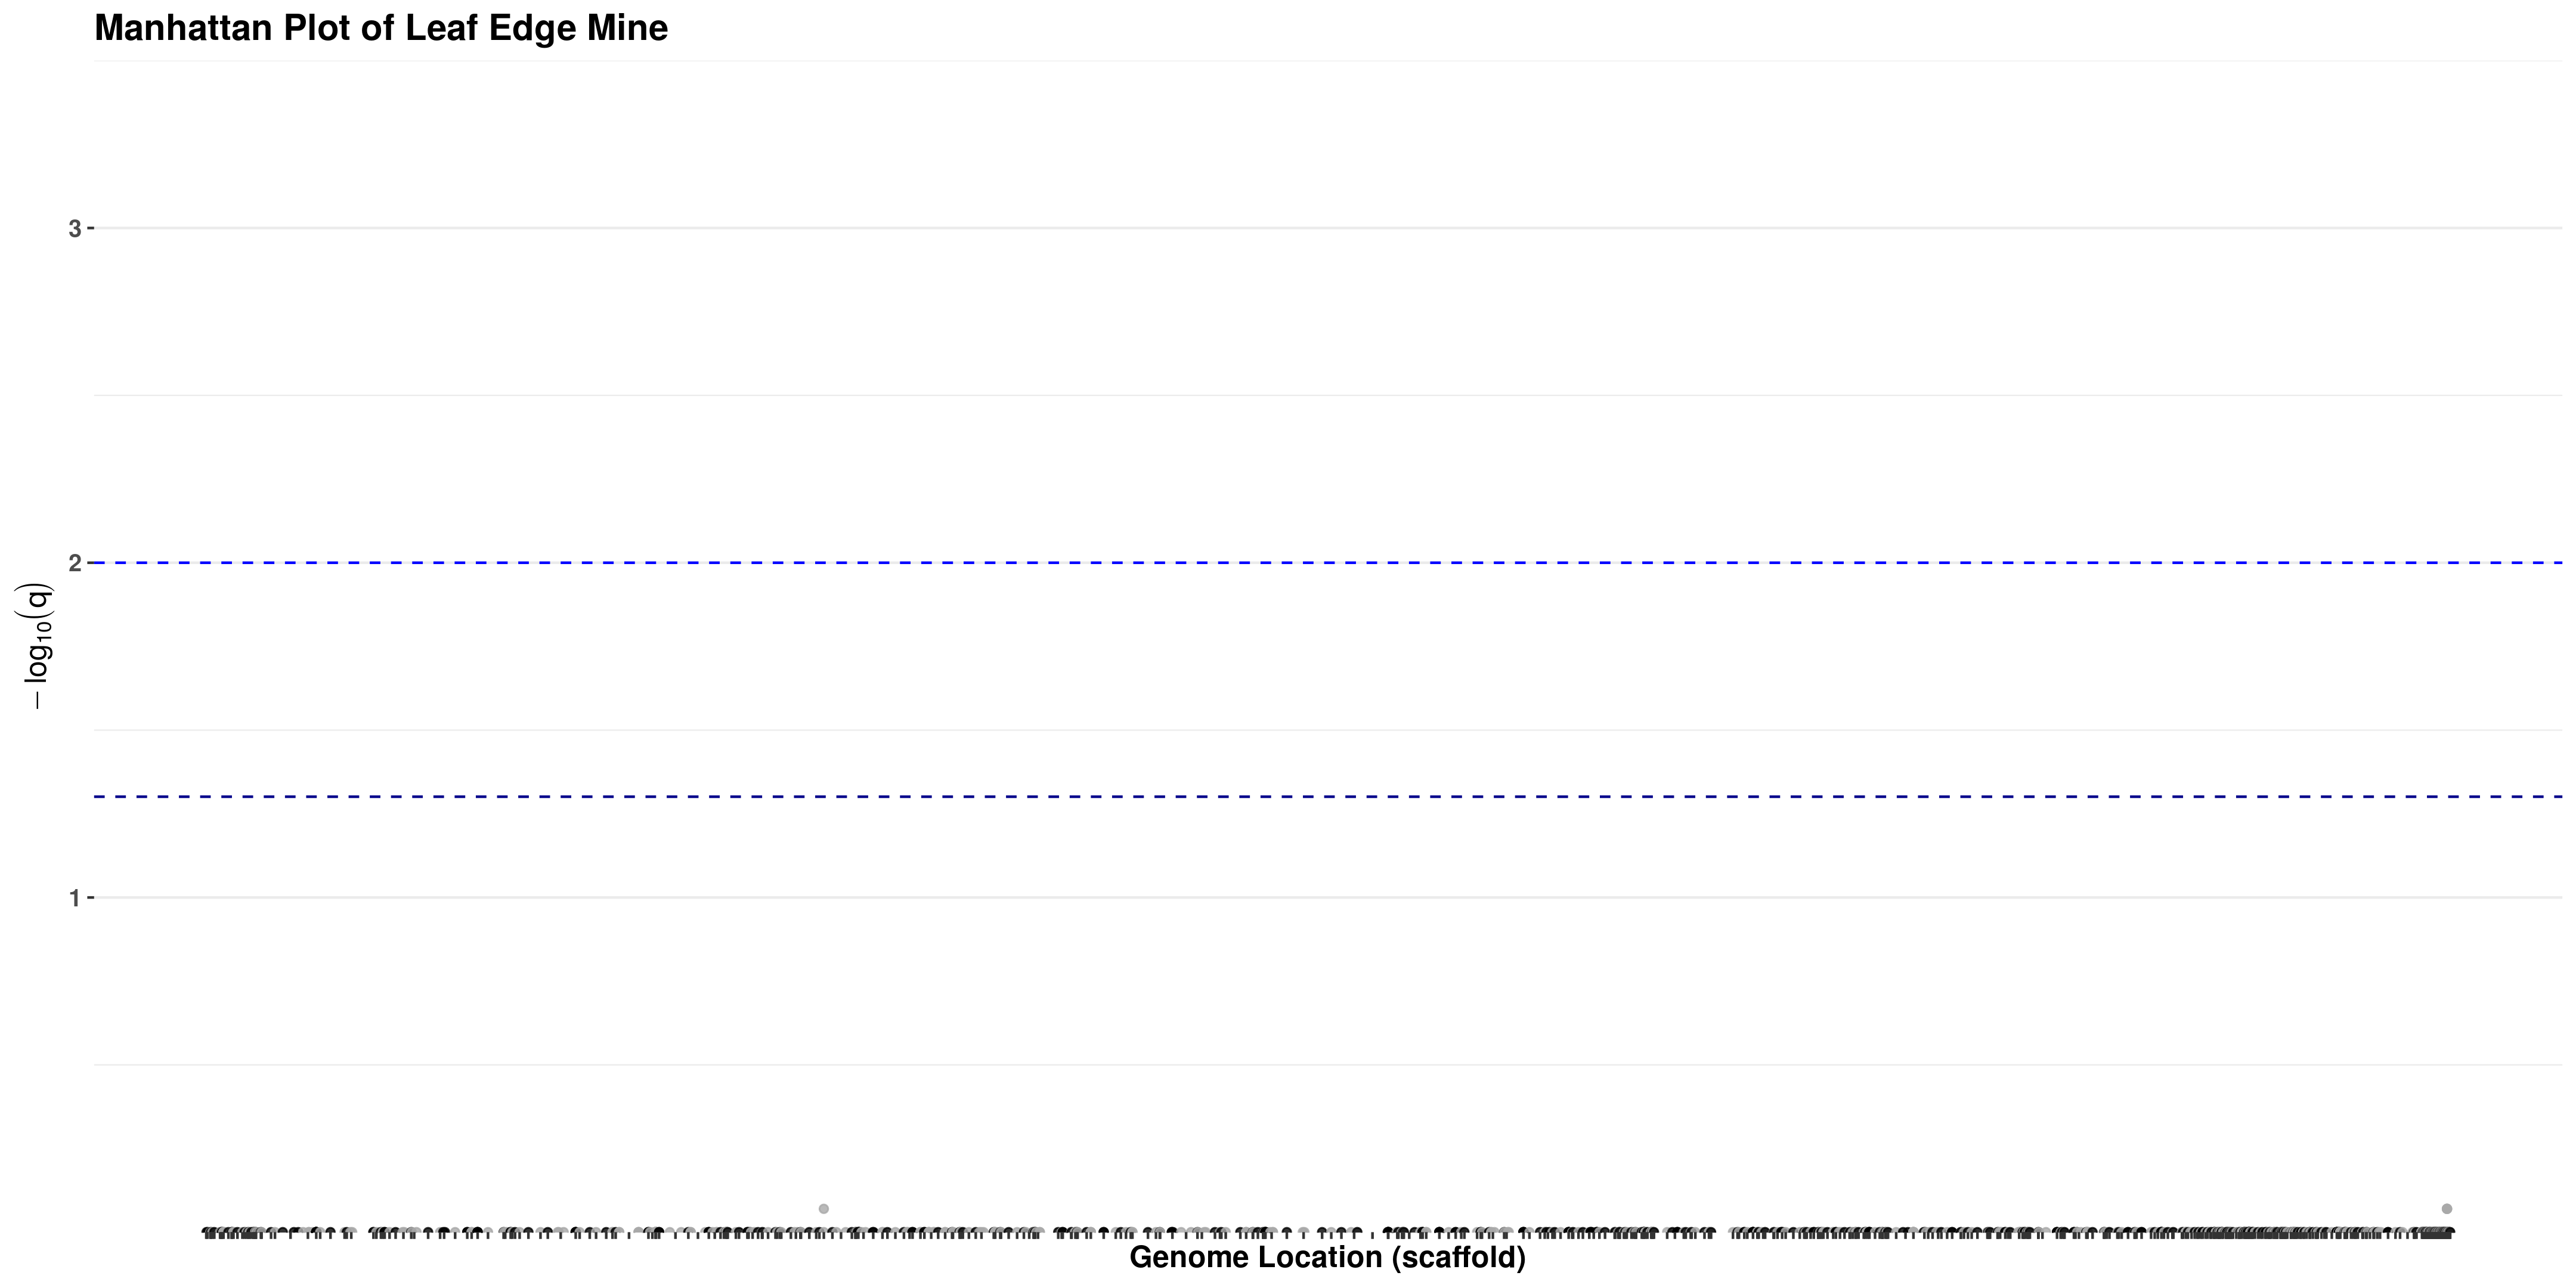 Manhattan Plot of Leaf Edge Mine
3
2
1
− log₁₀(q)
Genome Location (scaffold)